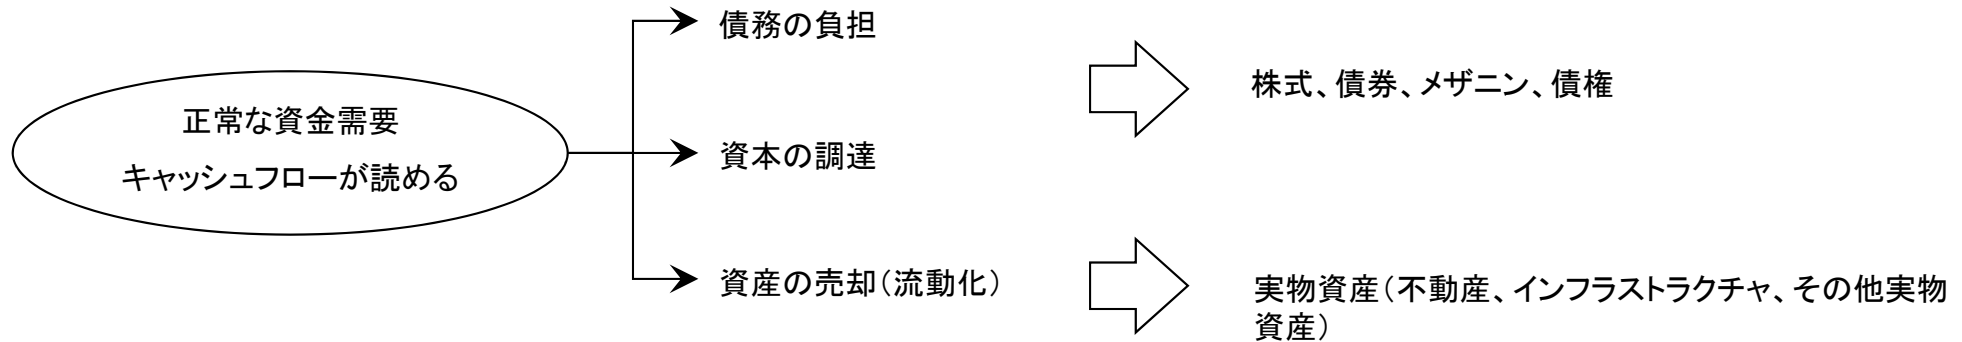 正常な資金需要
キャッシュフローが読める
債務の負担
資本の調達
資産の売却（流動化）
株式、債券、メザニン、債権
実物資産（不動産、インフラストラクチャ、その他実物
資産）